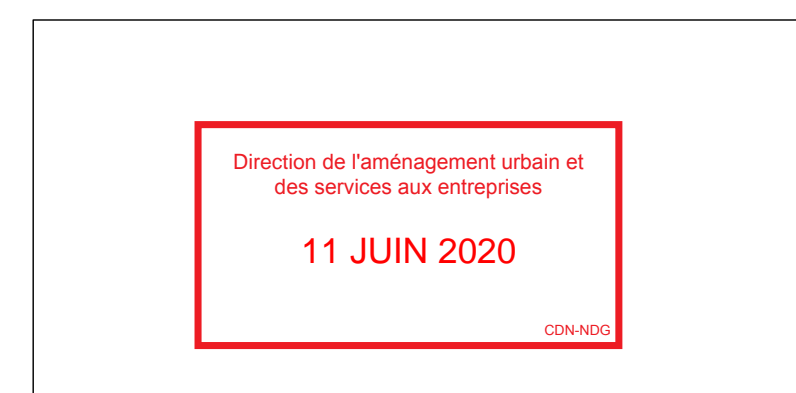 Direction de l'aménagement urbain et
des services aux entreprises
11 JUIN 2020
CDN-NDG